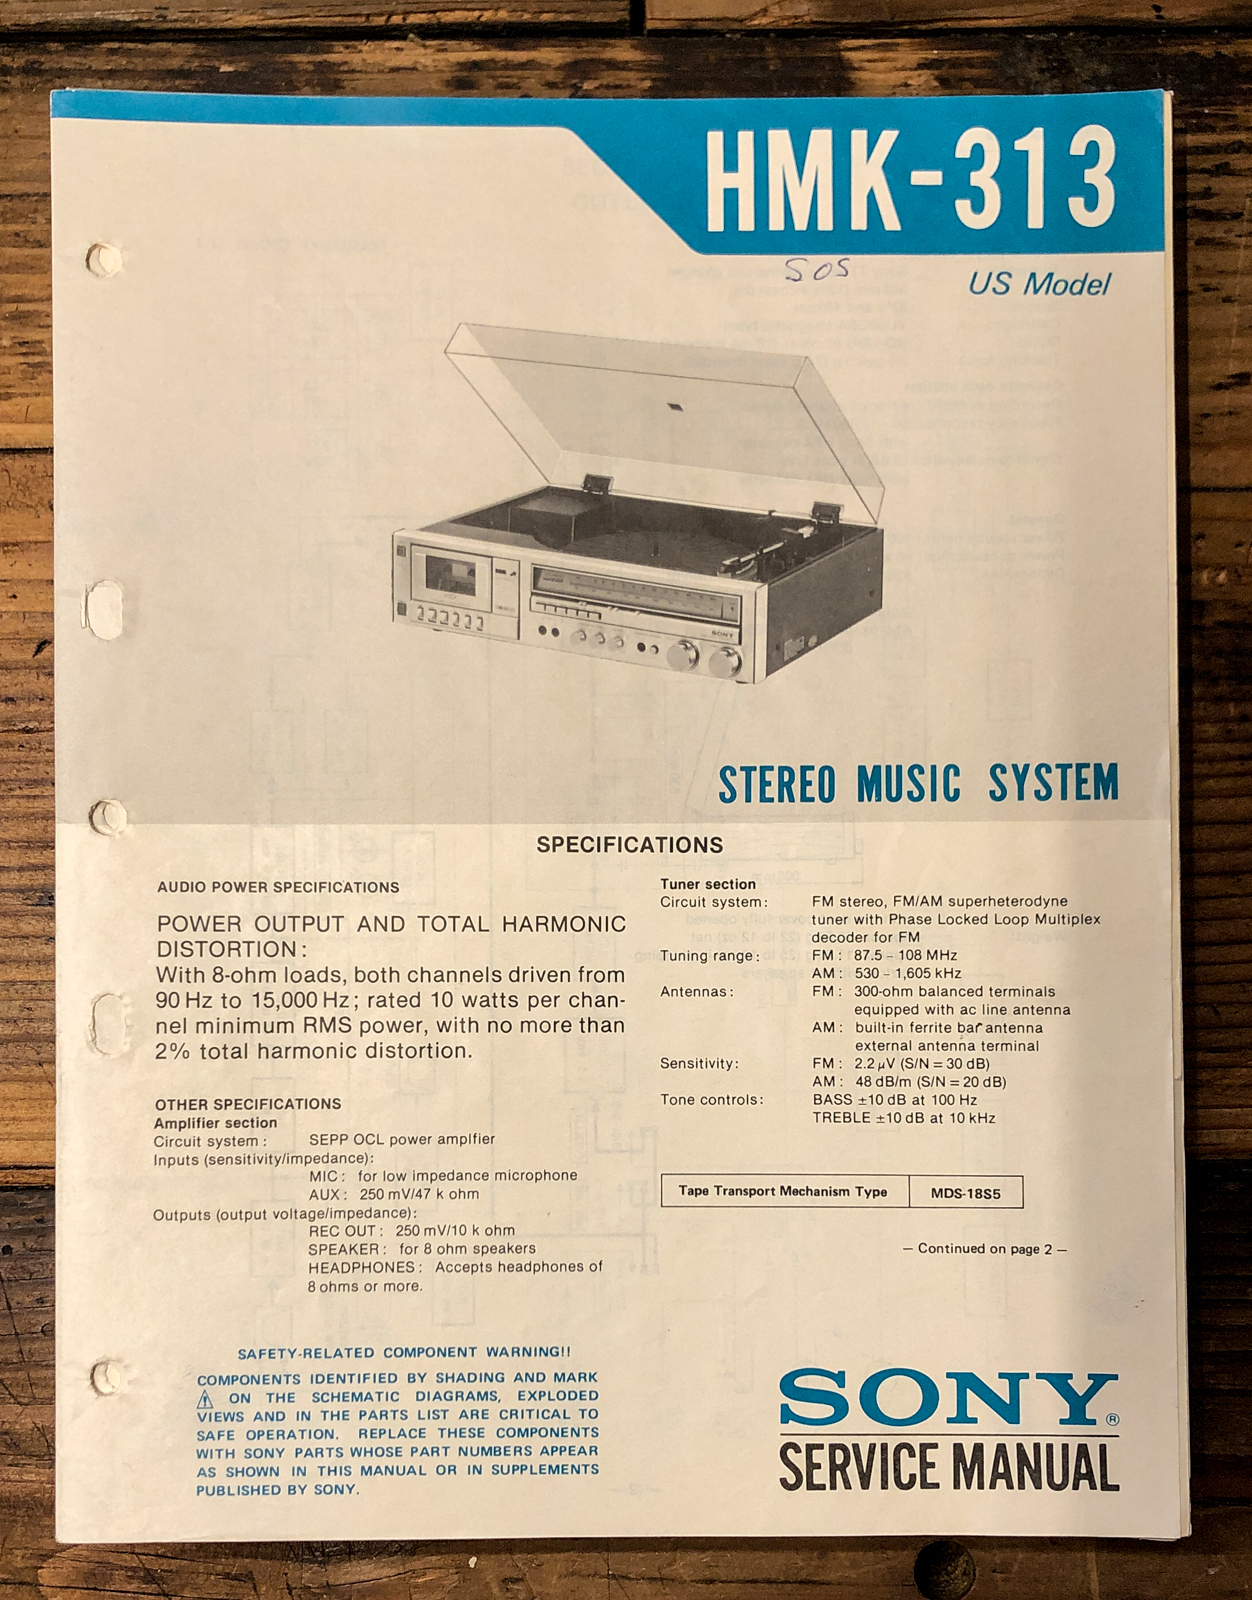 HMK-313
SOS
US Model
SONY
STEREO MUSIC SYSTEM
SPECIFICATIONS
AUDIO POWER SPECIFICATIONS
POWER OUTPUT AND TOTAL HARMONIC
DISTORTION:
With 8-ohm loads, both channels driven from
90 Hz to 15,000 Hz; rated 10 watts per chan-
nel minimum RMS power, with no more than
2% total harmonic distortion.
OTHER SPECIFICATIONS
Amplifier section
Circuit system: SEPP OCL power amplfier
Inputs (sensitivity/impedance):
MIC: for low impedance microphone
AUX: 250 mV/47 k ohm
Outputs (output voltage/impedance):
REC OUT: 250 mV/10 k ohm
SPEAKER: for 8 ohm speakers
HEADPHONES: Accepts headphones of
8 ohms or more.
Tuner section
Circuit system: FM stereo, FM/AM superheterodyne
tuner with Phase Locked Loop Multiplex
decoder for FM
Tuning range: FM: 87.5 - 108 MHz
AM: 530 - 1,605 kHz
Antennas: FM: 300-ohm balanced terminals
equipped with ac line antenna
AM: built-in ferrite bar antenna
external antenna terminal
Sensitivity: FM: 2.2 µV (S/N = 30 dB)
AM: 48 dB/m (S/N = 20 dB)
Tone controls: BASS ±10 dB at 100 Hz
TREBLE ±10 dB at 10 kHz
Tape Transport Mechanism Type MDS-18S5
— Continued on page 2 —
SAFETY-RELATED COMPONENT WARNING!!
COMPONENTS IDENTIFIED BY SHADING AND MARK
⚠ ON THE SCHEMATIC DIAGRAMS, EXPLODED
VIEWS AND IN THE PARTS LIST ARE CRITICAL TO
SAFE OPERATION. REPLACE THESE COMPONENTS
WITH SONY PARTS WHOSE PART NUMBERS APPEAR
AS SHOWN IN THIS MANUAL OR IN SUPPLEMENTS
PUBLISHED BY SONY.
SONY®
SERVICE MANUAL